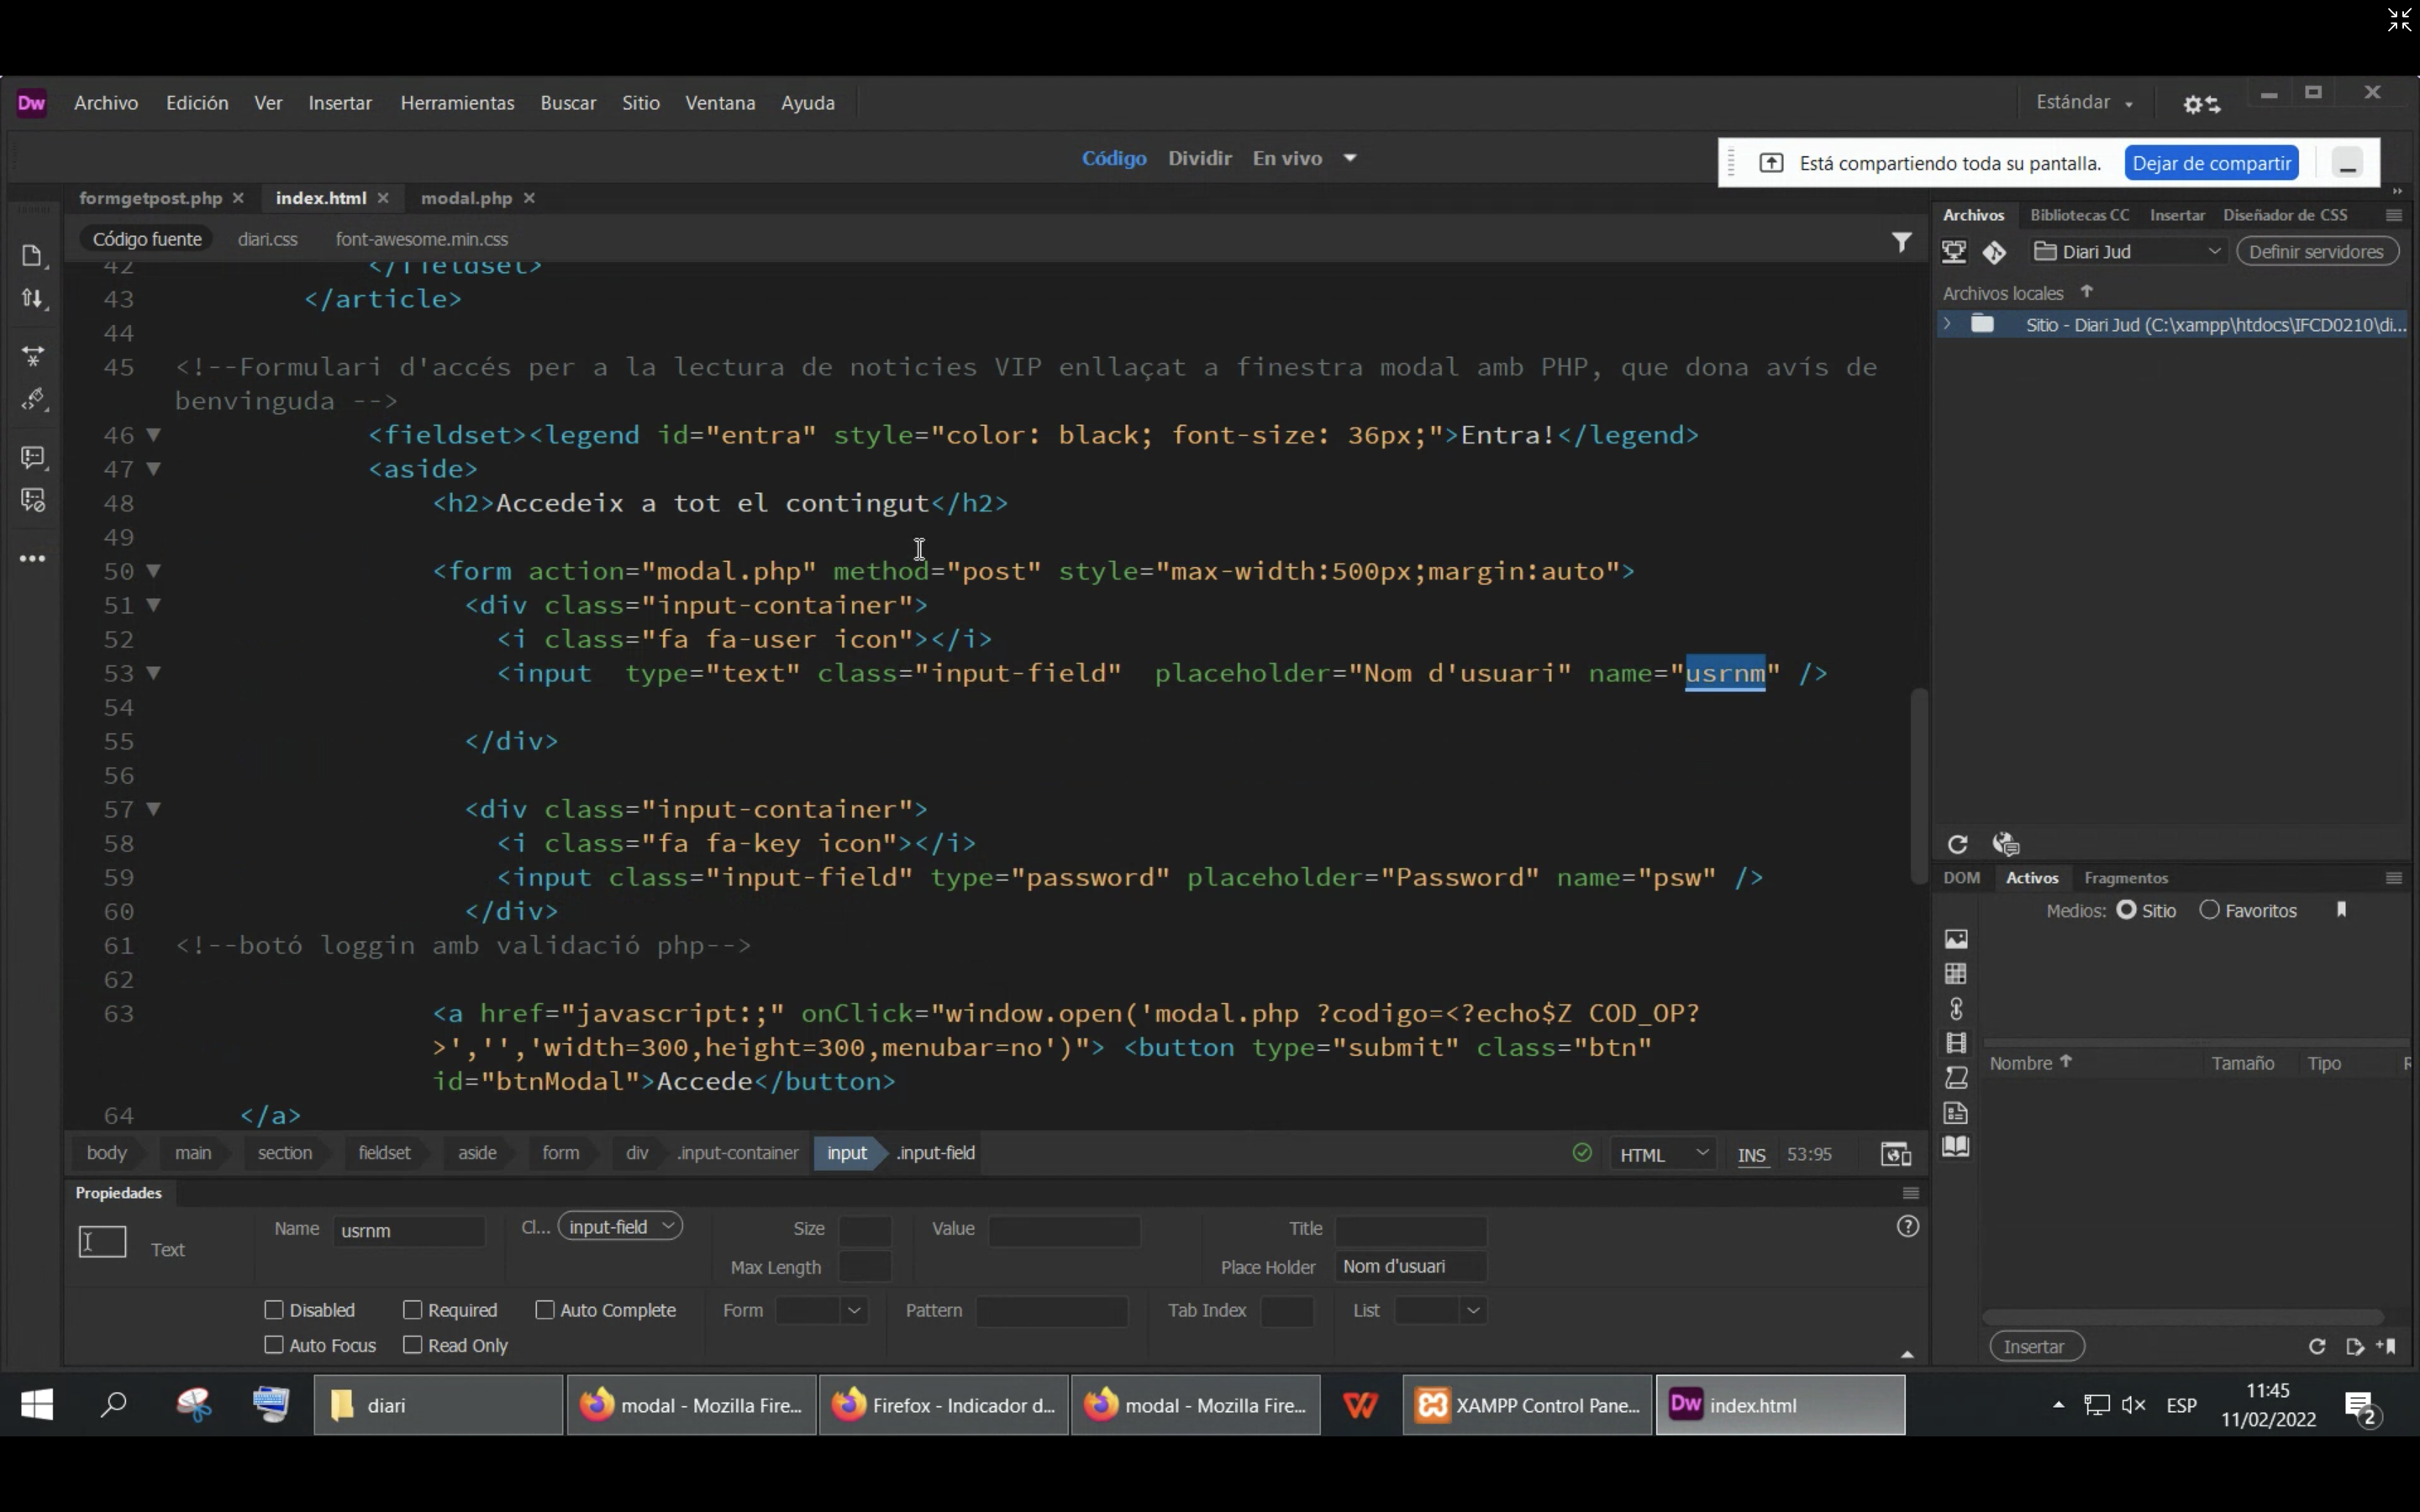 Dw Archivo Edición Ver Insertar Herramientas Buscar Sitio Ventana Ayuda Estándar
Código Dividir En vivo
Está compartiendo toda su pantalla. Dejar de compartir
formgetpost.php index.html modal.php
Código fuente diari.css font-awesome.min.css
42 </fieldset>
43 </article>
44
45 <!--Formulari d'accés per a la lectura de noticies VIP enllaçat a finestra modal amb PHP, que dona avís de
benvinguda -->
46 <fieldset><legend id="entra" style="color: black; font-size: 36px;">Entra!</legend>
47 <aside>
48 <h2>Accedeix a tot el contingut</h2>
49
50 <form action="modal.php" method="post" style="max-width:500px;margin:auto">
51 <div class="input-container">
52 <i class="fa fa-user icon"></i>
53 <input  type="text" class="input-field"  placeholder="Nom d'usuari" name="usrnm" />
54
55 </div>
56
57 <div class="input-container">
58 <i class="fa fa-key icon"></i>
59 <input class="input-field" type="password" placeholder="Password" name="psw" />
60 </div>
61 <!--botó loggin amb validació php-->
62
63 <a href="javascript:;" onClick="window.open('modal.php ?codigo=<?echo$Z COD_OP?
>','','width=300,height=300,menubar=no')"> <button type="submit" class="btn"
id="btnModal">Accede</button>
64 </a>
body main section fieldset aside form div .input-container input .input-field HTML INS 53:95
Propiedades
Text Name usrnm Cl... input-field Size Value Title
Max Length Place Holder Nom d'usuari
Disabled Required Auto Complete Form Pattern Tab Index List
Auto Focus Read Only
Archivos Bibliotecas CC Insertar Diseñador de CSS
Diari Jud Definir servidores
Archivos locales
Sitio - Diari Jud (C:\xampp\htdocs\IFCD0210\di...
DOM Activos Fragmentos
Medios: Sitio Favoritos
Nombre Tamaño Tipo
Insertar
diari modal - Mozilla Fire... Firefox - Indicador d... modal - Mozilla Fire... XAMPP Control Pane... Dw index.html ESP 11:45
11/02/2022 2